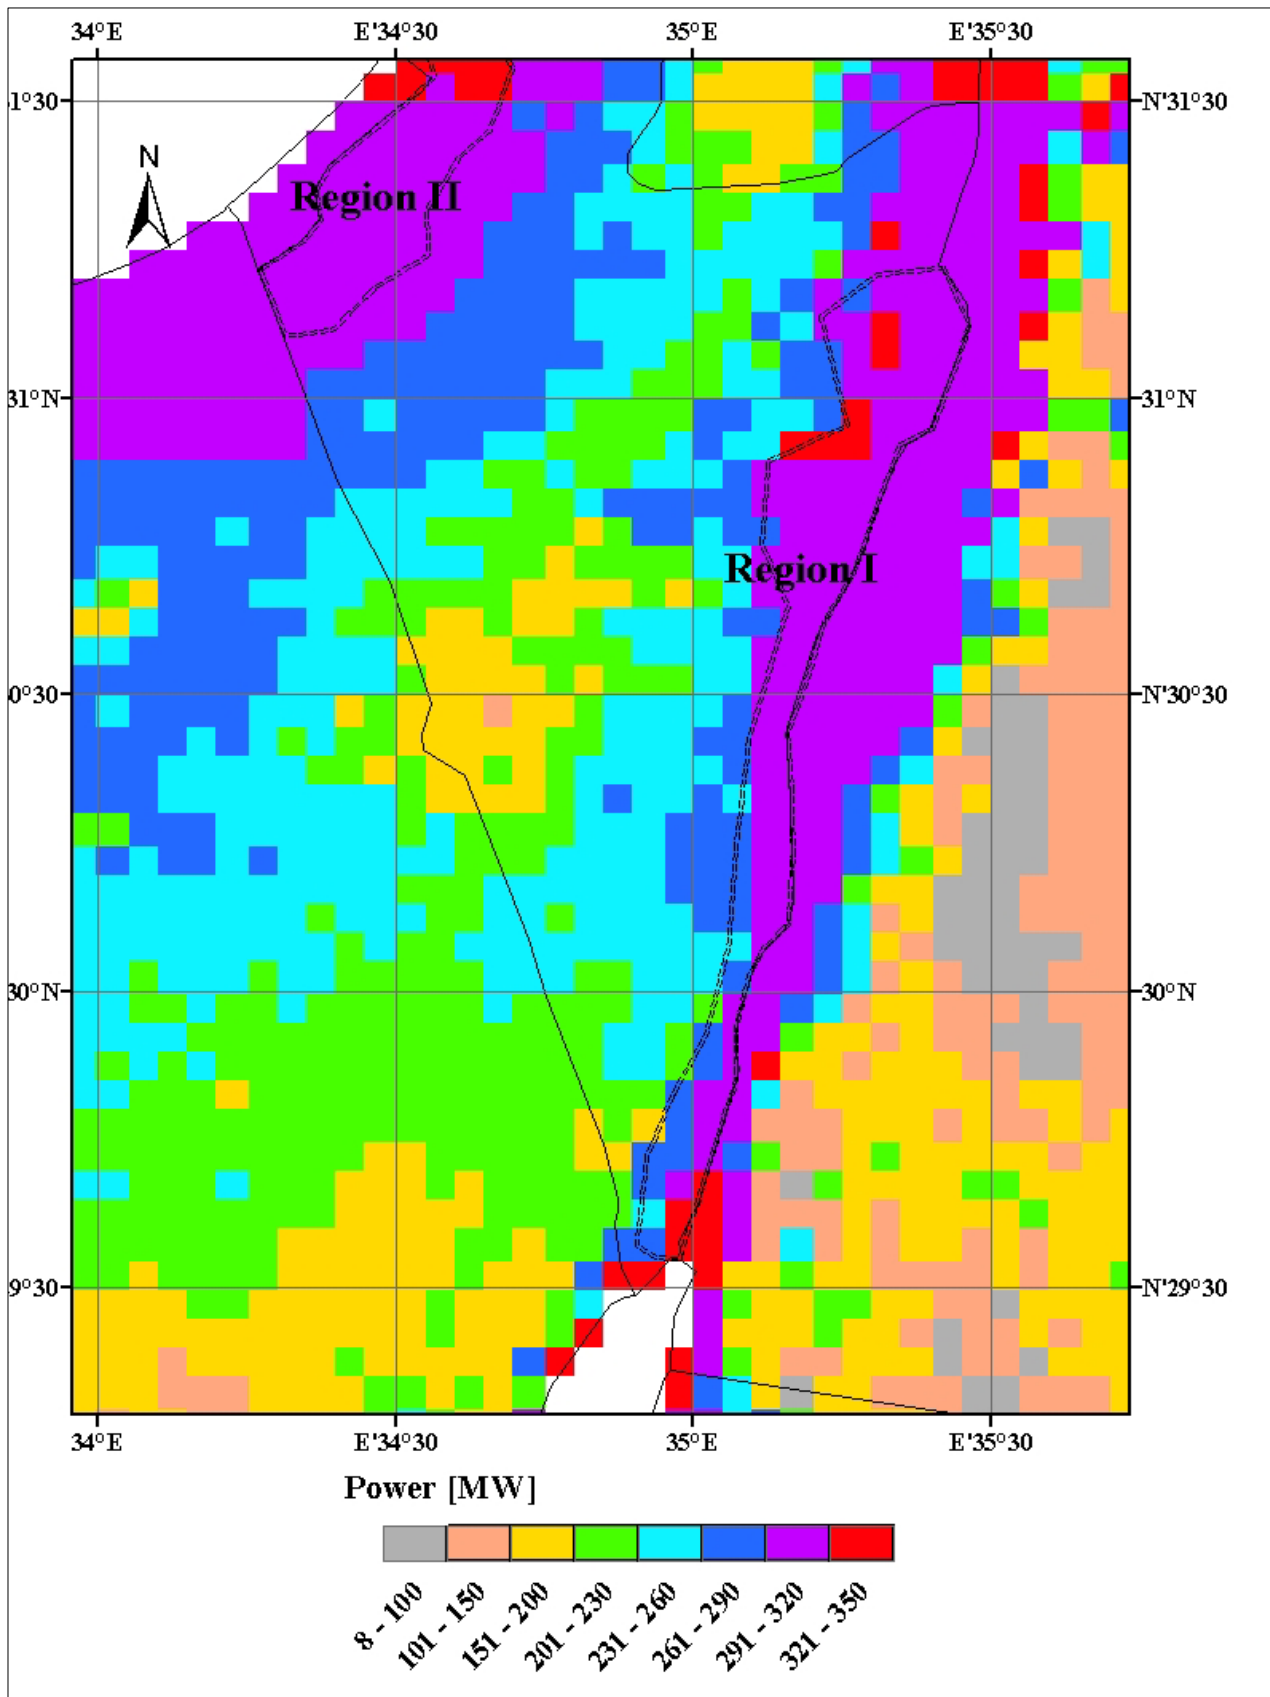 34°E E'34°30 35°E E'35°30
1°30 N'31°30
N
Region II
31°N 31°N
Region I
0°30 N'30°30
30°N 30°N
9°30 N'29°30
34°E E'34°30 35°E E'35°30
Power [MW]
8 - 100 101 - 150 151 - 200 201 - 230 231 - 260 261 - 290 291 - 320 321 - 350